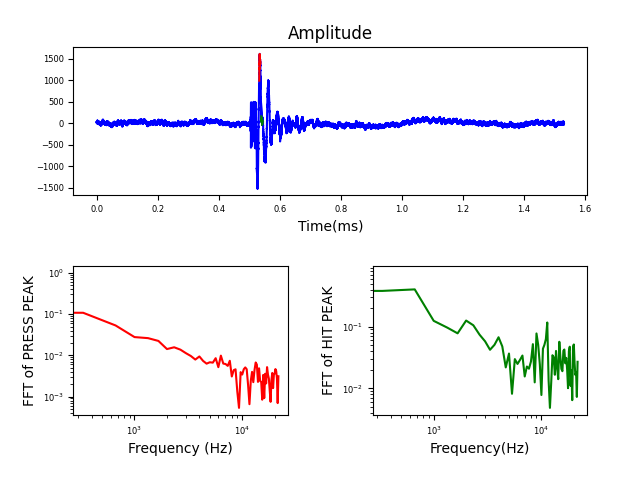 Amplitude
1500
1000
500
0
−500
−1000
−1500
0.0 0.2 0.4 0.6 0.8 1.0 1.2 1.4 1.6
Time(ms)
FFT of PRESS PEAK
10⁰
10⁻¹
10⁻²
10⁻³
10³ 10⁴
Frequency (Hz)
FFT of HIT PEAK
10⁻¹
10⁻²
10³ 10⁴
Frequency(Hz)